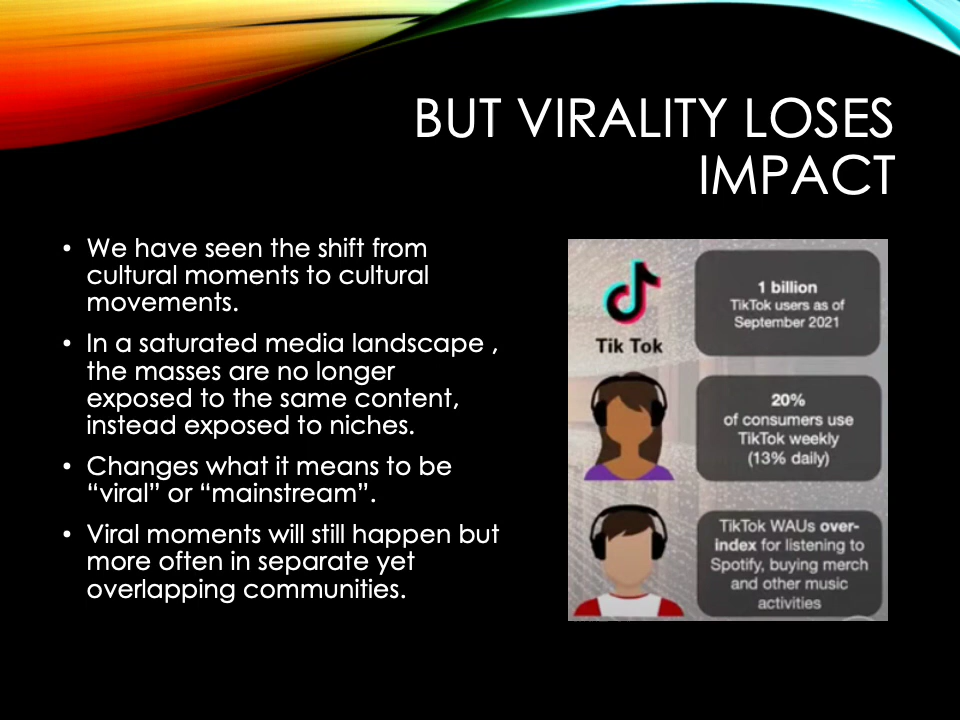 BUT VIRALITY LOSES
IMPACT
• We have seen the shift from
cultural moments to cultural
movements.
• In a saturated media landscape ,
the masses are no longer
exposed to the same content,
instead exposed to niches.
• Changes what it means to be
“viral” or “mainstream”.
• Viral moments will still happen but
more often in separate yet
overlapping communities.
Tik Tok
1 billion
TikTok users as of
September 2021
20%
of consumers use
TikTok weekly
(13% daily)
TikTok WAUs over-
index for listening to
Spotify, buying merch
and other music
activities